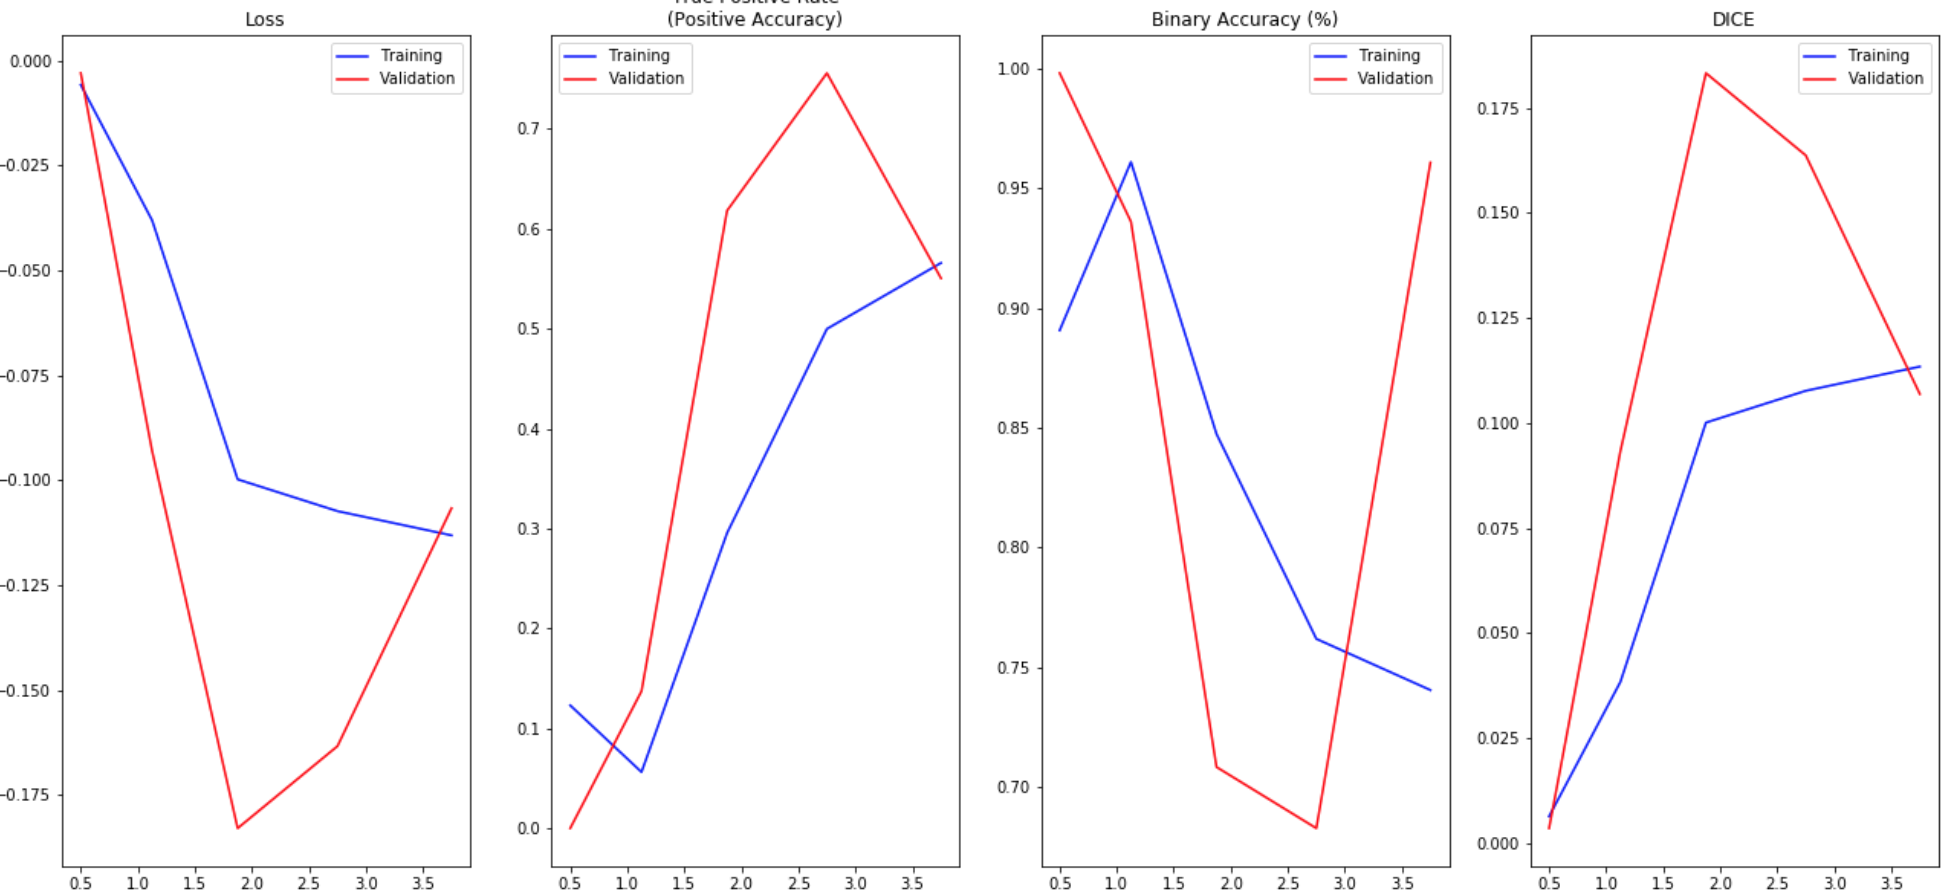 Loss
Training
Validation
0.000
−0.025
−0.050
−0.075
−0.100
−0.125
−0.150
−0.175
0.5 1.0 1.5 2.0 2.5 3.0 3.5
True Positive Rate
(Positive Accuracy)
Training
Validation
0.7
0.6
0.5
0.4
0.3
0.2
0.1
0.0
0.5 1.0 1.5 2.0 2.5 3.0 3.5
Binary Accuracy (%)
Training
Validation
1.00
0.95
0.90
0.85
0.80
0.75
0.70
0.5 1.0 1.5 2.0 2.5 3.0 3.5
DICE
Training
Validation
0.175
0.150
0.125
0.100
0.075
0.050
0.025
0.000
0.5 1.0 1.5 2.0 2.5 3.0 3.5